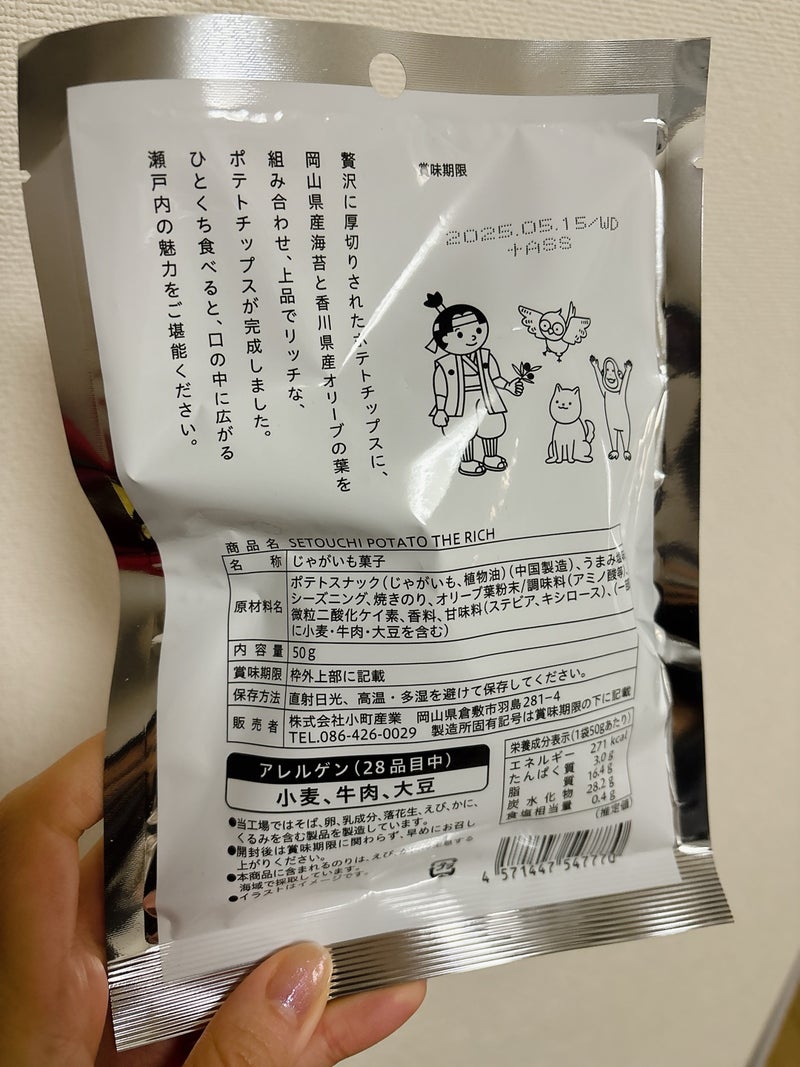 贅沢に厚切りされたポテトチップスに、
岡山県産海苔と香川県産オリーブの葉を
組み合わせ、上品でリッチな、
ポテトチップスが完成しました。
ひとくち食べると、口の中に広がる
瀬戸内の魅力をご堪能ください。
賞味期限
2025.05.15/WD
+ASS
商品名 SETOUCHI POTATO THE RICH
名称 じゃがいも菓子
原材料名 ポテトスナック(じゃがいも、植物油)(中国製造)、うまみ塩
シーズニング、焼きのり、オリーブ葉粉末/調味料(アミノ酸等)、
微粒二酸化ケイ素、香料、甘味料(ステビア、キシロース)、(一部
に小麦・牛肉・大豆を含む)
内容量 50g
賞味期限 枠外上部に記載
保存方法 直射日光、高温・多湿を避けて保存してください。
販売者 株式会社小町産業 岡山県倉敷市羽島281-4
TEL.086-426-0029 製造所固有記号は賞味期限の下に記載
アレルゲン(28品目中)
小麦、牛肉、大豆
●当工場ではそば、卵、乳成分、落花生、えび、かに、
くるみを含む製品を製造しています。
●開封後は賞味期限に関わらず、早めにお召し
上がりください。
●本商品に含まれるのりは、えび、
海域で採取しています。
●イラストはイメージです。
栄養成分表示(1袋50gあたり)
エネルギー 271 kcal
たんぱく質 3.0g
脂質 16.4g
炭水化物 28.2g
食塩相当量 0.4g
(推定値)
プラ
4 571447 547770